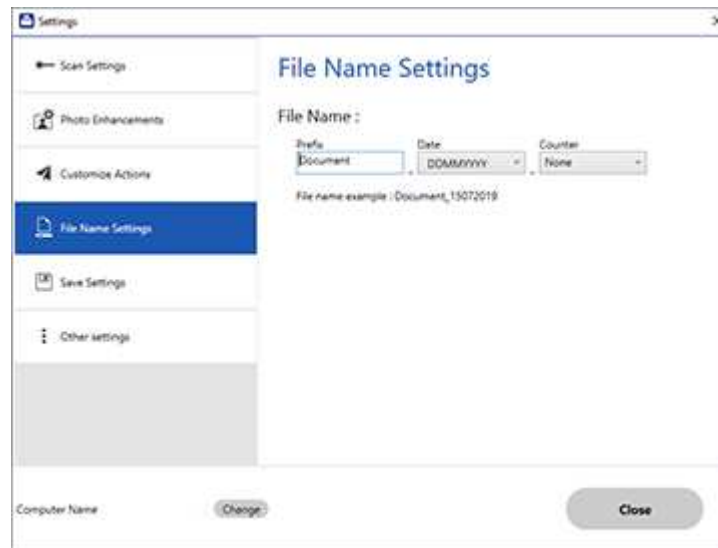 Settings
Scan Settings
Photo Enhancements
Customize Actions
File Name Settings
Save Settings
Other settings
File Name Settings
File Name :
Prefix Date Counter
Document _ DDMMYYYY _ None
File name example : Document_15072019
Computer Name Change Close